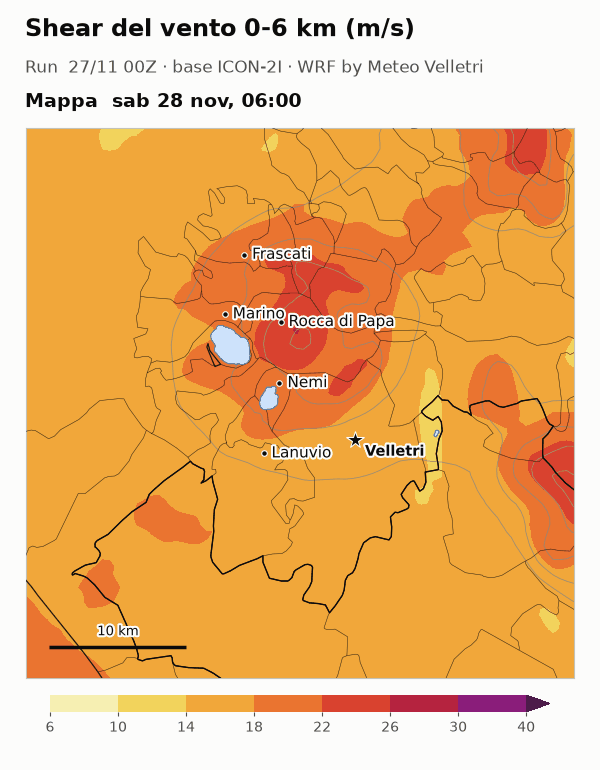 Shear del vento 0-6 km (m/s)
Run 27/11 00Z · base ICON-2I · WRF by Meteo Velletri
Mappa sab 28 nov, 06:00
Frascati
Marino
Rocca di Papa
Nemi
Velletri
Lanuvio
10 km
6 10 14 18 22 26 30 40